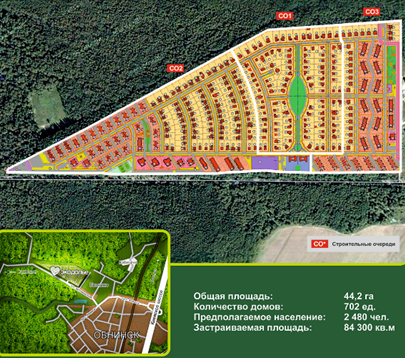 СО3
СО1
СО2
СО* Строительные очереди
ОБНИНСК
Общая площадь: 44,2 га
Количество домов: 702 ед.
Предполагаемое население: 2 480 чел.
Застраиваемая площадь: 84 300 кв.м